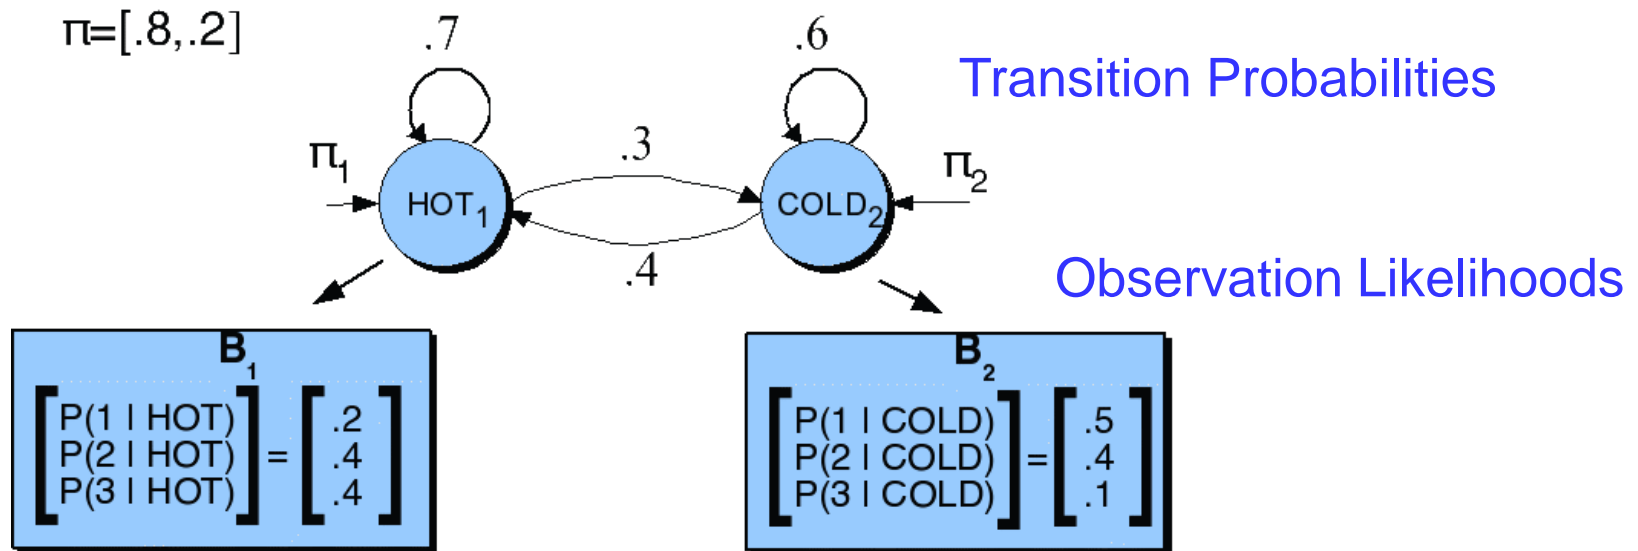 π=[.8,.2]
.7
.6
Transition Probabilities
π1
.3
π2
HOT1
COLD2
.4
Observation Likelihoods
B1
P(1 | HOT)
P(2 | HOT)
P(3 | HOT)
=
.2
.4
.4
B2
P(1 | COLD)
P(2 | COLD)
P(3 | COLD)
=
.5
.4
.1